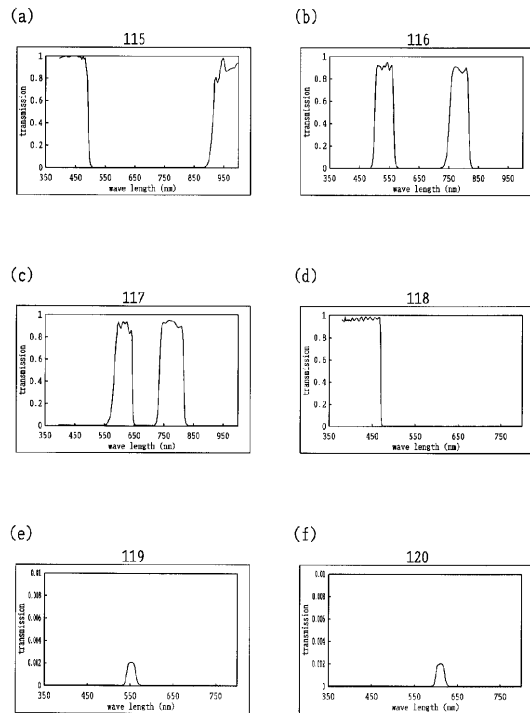 (a)
115
1
0.8
0.6
0.4
0.2
0
transmission
350 450 550 650 750 850 950
wave length (nm)
(b)
116
1
0.8
0.6
0.4
0.2
0
transmission
350 450 550 650 750 850 950
wave length (nm)
(c)
117
1
0.8
0.6
0.4
0.2
0
transmission
350 450 550 650 750 850 950
wave length (nm)
(d)
118
1
0.8
0.6
0.4
0.2
0
transmission
350 450 550 650 750
wave length (nm)
(e)
119
0.01
0.008
0.006
0.004
0.002
0
transmission
350 450 550 650 750
wave length (nm)
(f)
120
0.01
0.008
0.006
0.004
0.002
0
transmission
350 450 550 650 750
wave length (nm)